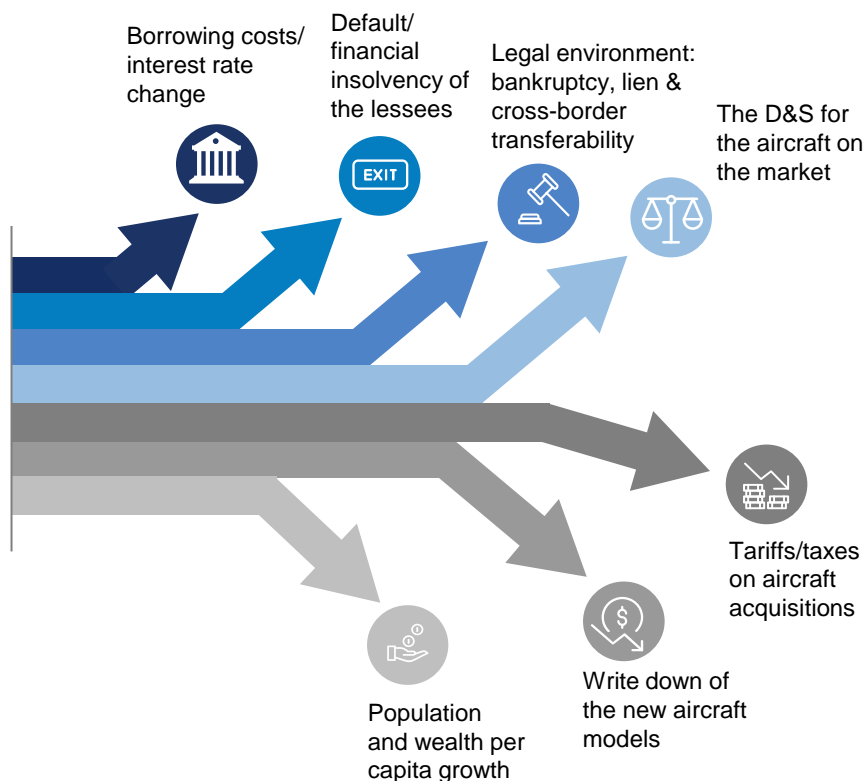 Borrowing costs/
interest rate
change
Default/
financial
insolvency of
the lessees
Legal environment:
bankruptcy, lien &
cross-border
transferability
The D&S for
the aircraft on
the market
EXIT
$
Tariffs/taxes
on aircraft
acquisitions
Write down of
the new aircraft
models
Population
and wealth per
capita growth